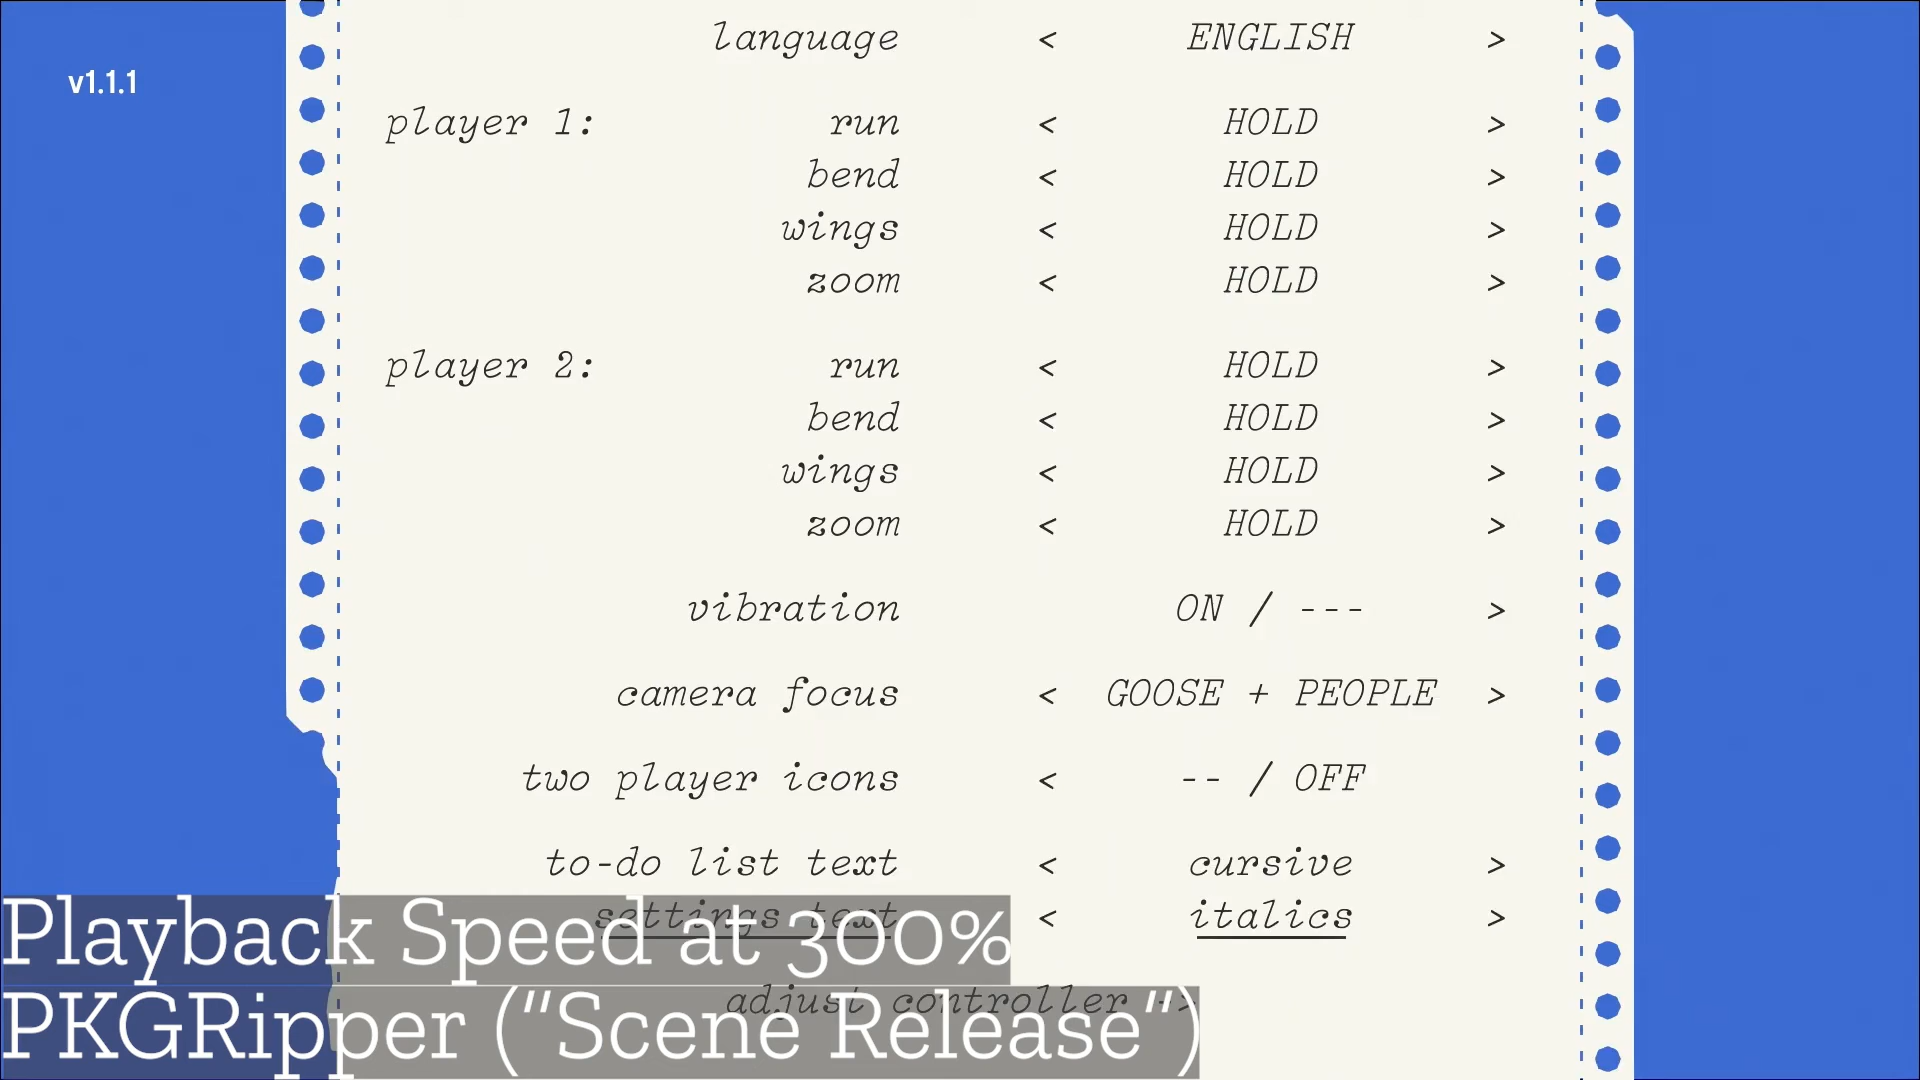 language < ENGLISH >
v1.1.1
player 1: run < HOLD >
bend < HOLD >
wings < HOLD >
zoom < HOLD >
player 2: run < HOLD >
bend < HOLD >
wings < HOLD >
zoom < HOLD >
vibration ON / --- >
camera focus < GOOSE + PEOPLE >
two player icons < -- / OFF
to-do list text < cursive >
settings text < italics >
Playback Speed at 300%
adjust controller ->
PKGRipper ("Scene Release")